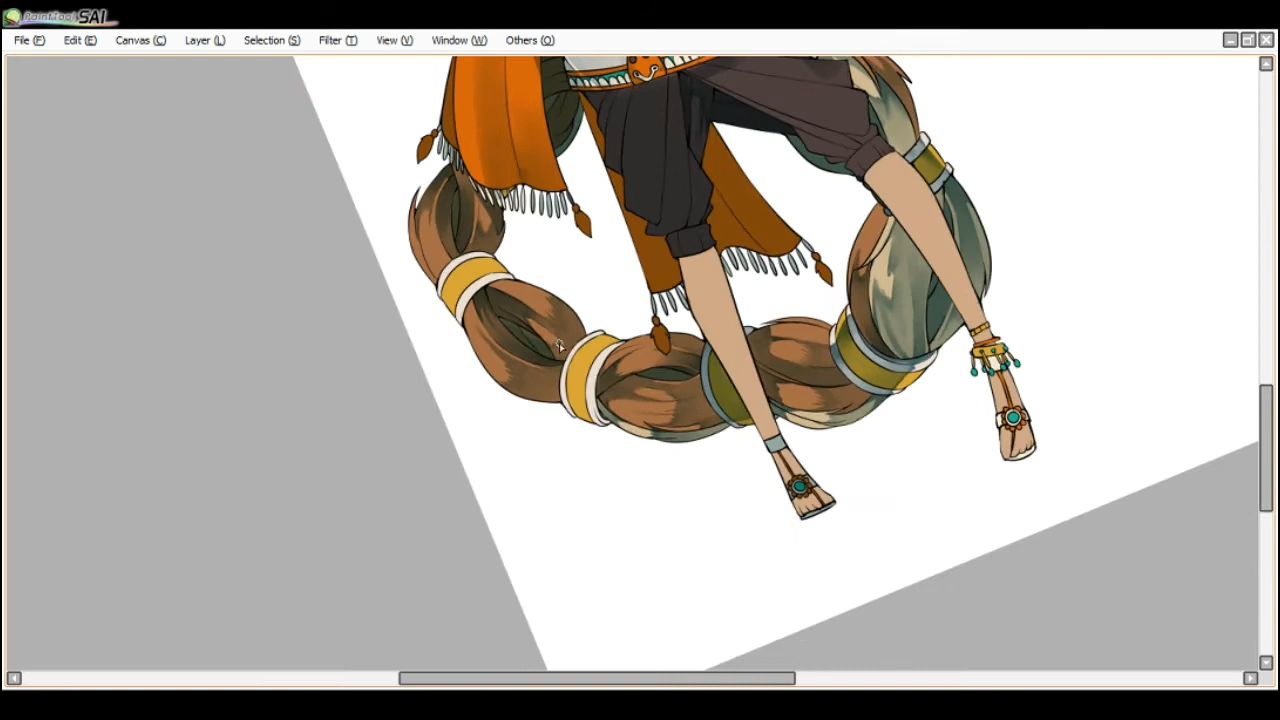 PaintTool SAI
File (F) Edit (E) Canvas (C) Layer (L) Selection (S) Filter (T) View (V) Window (W) Others (O)